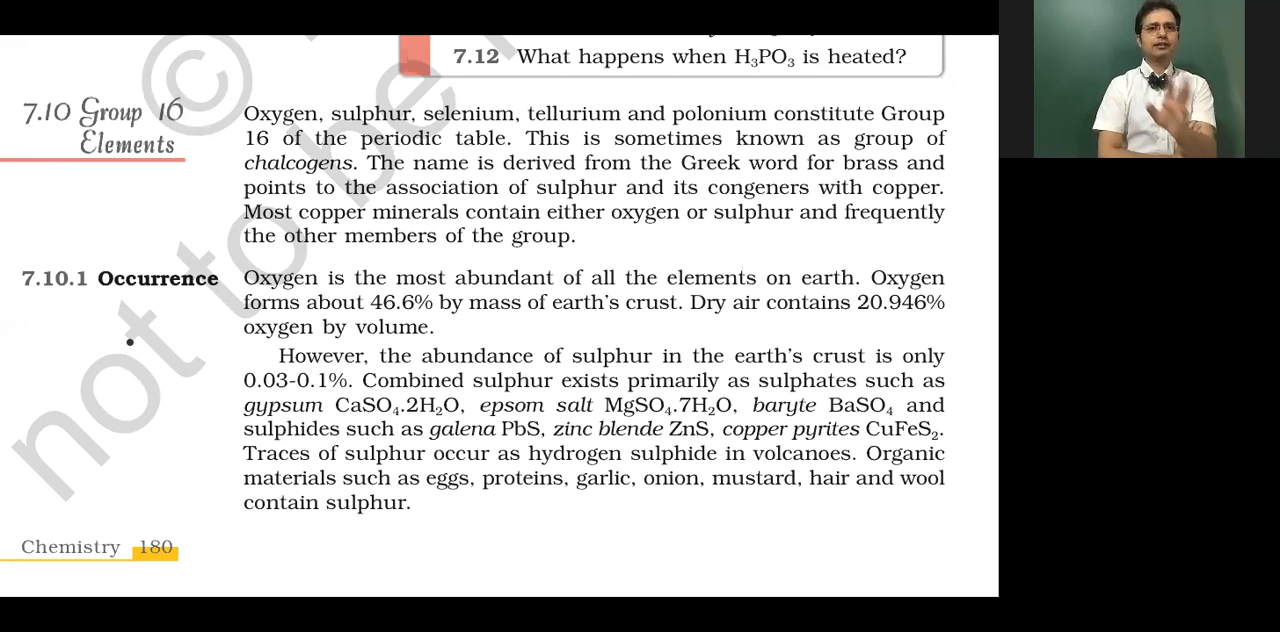 7.12 What happens when H₃PO₃ is heated?
7.10 Group 16
Elements
Oxygen, sulphur, selenium, tellurium and polonium constitute Group
16 of the periodic table. This is sometimes known as group of
chalcogens. The name is derived from the Greek word for brass and
points to the association of sulphur and its congeners with copper.
Most copper minerals contain either oxygen or sulphur and frequently
the other members of the group.
7.10.1 Occurrence
Oxygen is the most abundant of all the elements on earth. Oxygen
forms about 46.6% by mass of earth's crust. Dry air contains 20.946%
oxygen by volume.
However, the abundance of sulphur in the earth's crust is only
0.03-0.1%. Combined sulphur exists primarily as sulphates such as
gypsum CaSO₄.2H₂O, epsom salt MgSO₄.7H₂O, baryte BaSO₄ and
sulphides such as galena PbS, zinc blende ZnS, copper pyrites CuFeS₂.
Traces of sulphur occur as hydrogen sulphide in volcanoes. Organic
materials such as eggs, proteins, garlic, onion, mustard, hair and wool
contain sulphur.
Chemistry 180
©
not to be